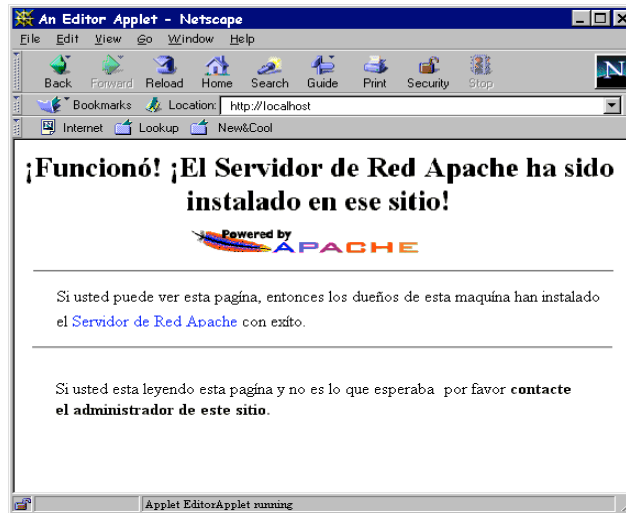 An Editor Applet - Netscape
File Edit View Go Window Help
Back Forward Reload Home Search Guide Print Security Stop
N
Bookmarks Location: http://localhost
Internet Lookup New&Cool
¡Funcionó! ¡El Servidor de Red Apache ha sido
instalado en ese sitio!
Powered by
APACHE
Si usted puede ver esta pagína, entonces los dueños de esta maquína han instalado
el Servidor de Red Apache con exíto.
Si usted esta leyendo esta pagína y no es lo que esperaba por favor contacte
el administrador de este sitio.
Applet EditorApplet running